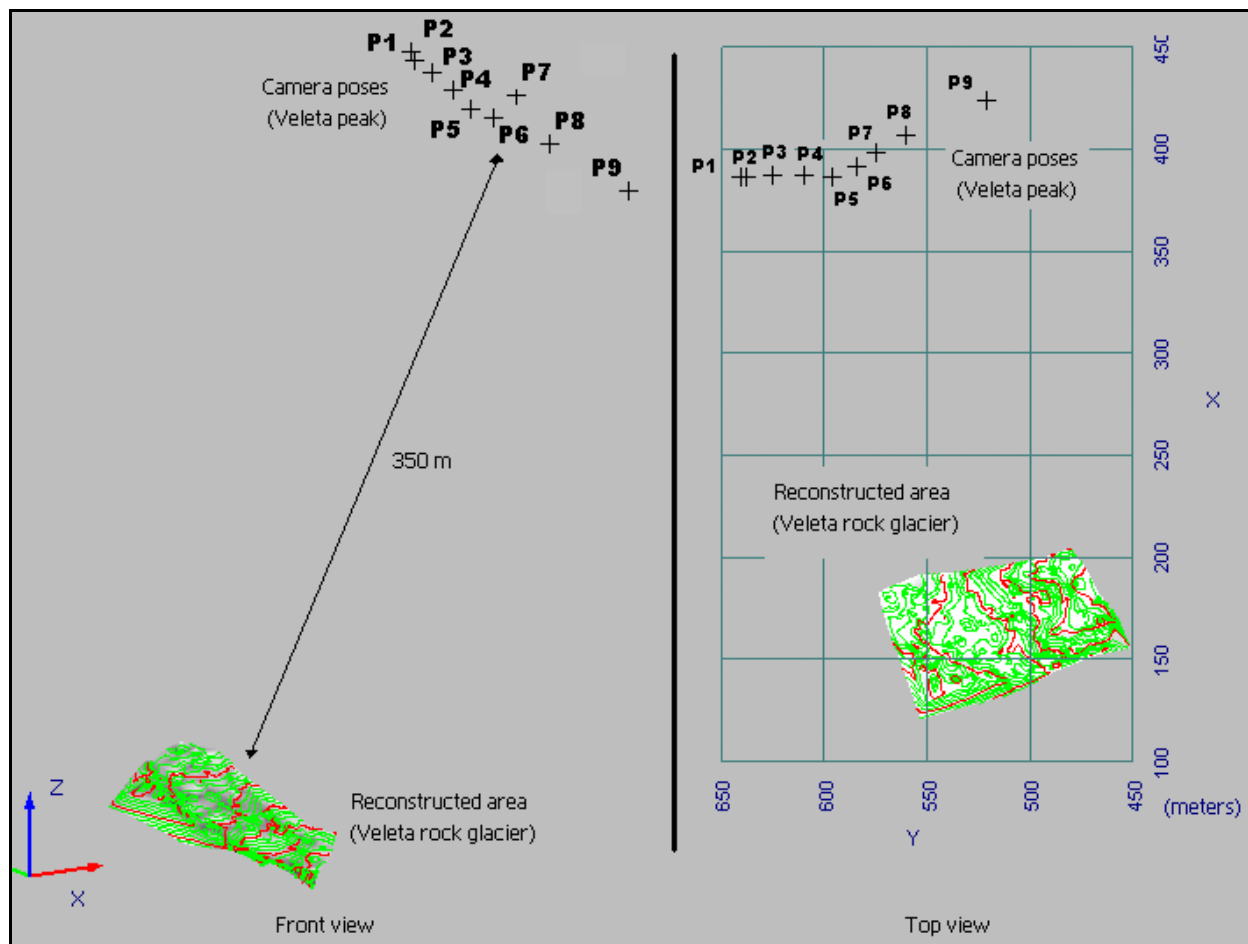 P1
P2
P3
P4
P5
P6
P7
P8
P9
Camera poses
(Veleta peak)
350 m
Reconstructed area
(Veleta rock glacier)
Z
X
Front view
P1
P2
P3
P4
P5
P6
P7
P8
P9
Camera poses
(Veleta peak)
Reconstructed area
(Veleta rock glacier)
450
400
350
300
250
200
150
100
X
650
600
550
500
450
(meters)
Y
Top view